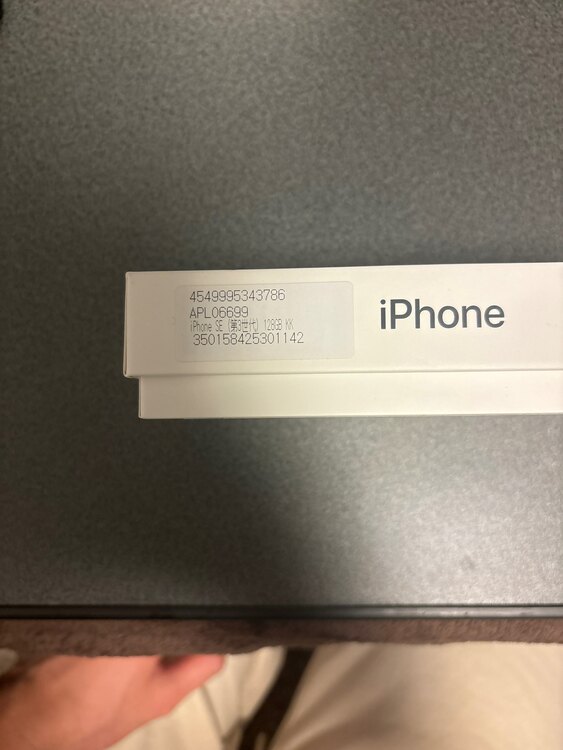 4549995343786
APL06699
iPhone SE (第3世代) 128GB KK
350158425301142
iPhone